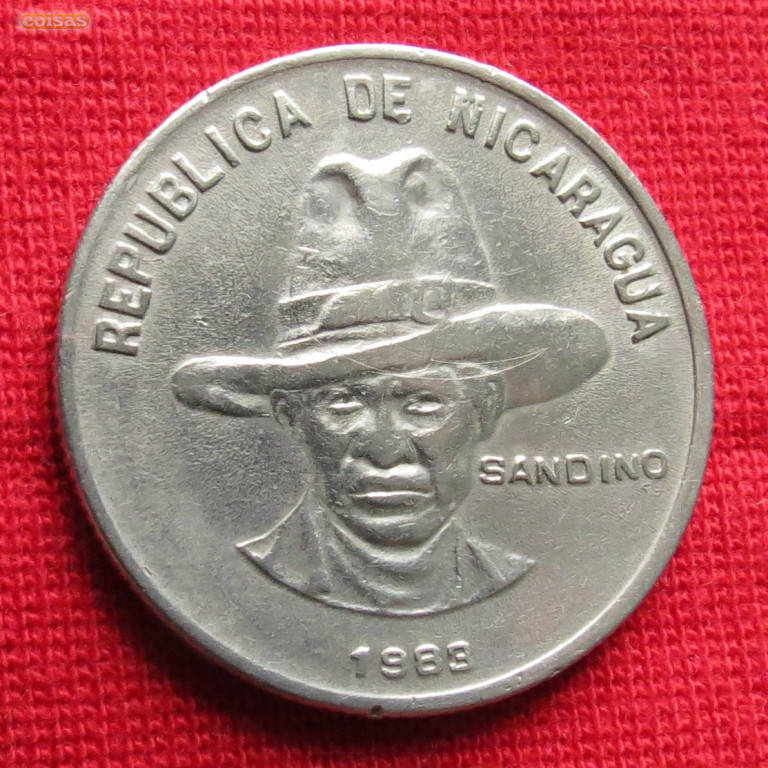 coisas
REPUBLICA DE NICARAGUA
SANDINO
1983